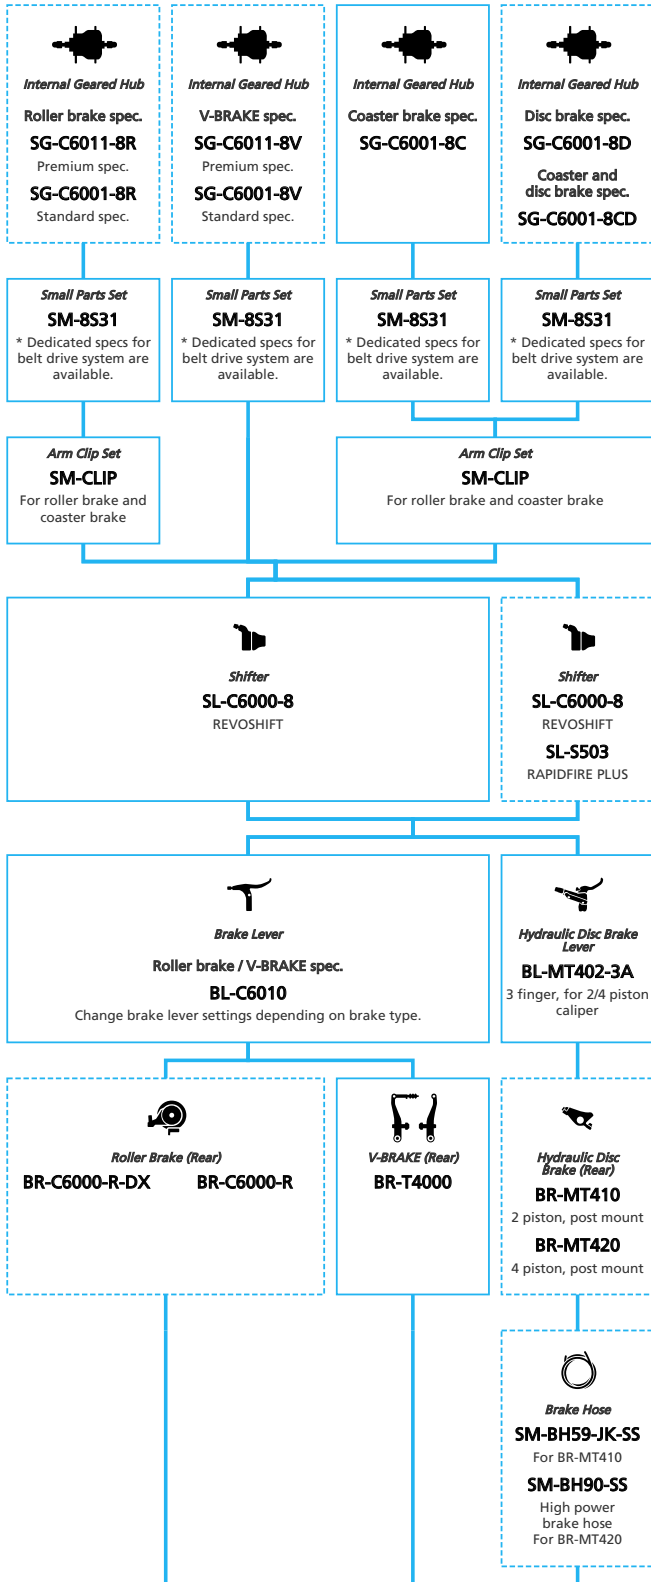 Internal Geared Hub
Roller brake spec.
SG-C6011-8R
Premium spec.
SG-C6001-8R
Standard spec.
Internal Geared Hub
V-BRAKE spec.
SG-C6011-8V
Premium spec.
SG-C6001-8V
Standard spec.
Internal Geared Hub
Coaster brake spec.
SG-C6001-8C
Internal Geared Hub
Disc brake spec.
SG-C6001-8D
Coaster and
disc brake spec.
SG-C6001-8CD
Small Parts Set
SM-8S31
* Dedicated specs for
belt drive system are
available.
Small Parts Set
SM-8S31
* Dedicated specs for
belt drive system are
available.
Small Parts Set
SM-8S31
* Dedicated specs for
belt drive system are
available.
Small Parts Set
SM-8S31
* Dedicated specs for
belt drive system are
available.
Arm Clip Set
SM-CLIP
For roller brake and
coaster brake
Arm Clip Set
SM-CLIP
For roller brake and coaster brake
Shifter
SL-C6000-8
REVOSHIFT
Shifter
SL-C6000-8
REVOSHIFT
SL-S503
RAPIDFIRE PLUS
Brake Lever
Roller brake / V-BRAKE spec.
BL-C6010
Change brake lever settings depending on brake type.
Hydraulic Disc Brake
Lever
BL-MT402-3A
3 finger, for 2/4 piston
caliper
Roller Brake (Rear)
BR-C6000-R-DX BR-C6000-R
V-BRAKE (Rear)
BR-T4000
Hydraulic Disc
Brake (Rear)
BR-MT410
2 piston, post mount
BR-MT420
4 piston, post mount
Brake Hose
SM-BH59-JK-SS
For BR-MT410
SM-BH90-SS
High power
brake hose
For BR-MT420